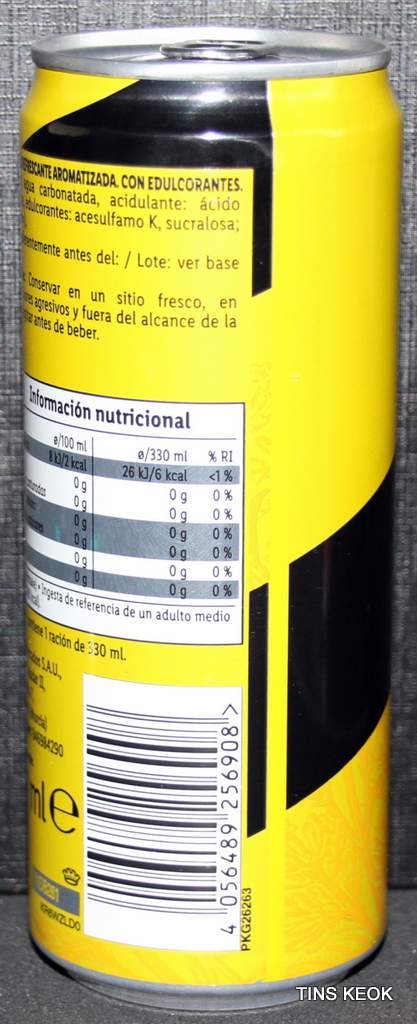 AROMATIZADA. CON EDULCORANTES.
agua carbonatada, acidulante: ácido
edulcorantes: acesulfamo K, sucralosa;
antes del: / Lote: ver base
Conservar en un sitio fresco, en
agresivos y fuera del alcance de la
antes de beber.
Información nutricional
ø/100 ml ø/330 ml % RI
8 kJ/2 kcal 26 kJ/6 kcal <1 %
0 g 0 g 0 %
0 g 0 g 0 %
0 g 0 g 0 %
0 g 0 g 0 %
0 g 0 g 0 %
0 g 0 g 0 %
Ingesta de referencia de un adulto medio
1 ración de 330 ml.
S.A.U.,
ml e
4 056489 256908 >
PKG26263
KR8WZLD0
TINS KEOK